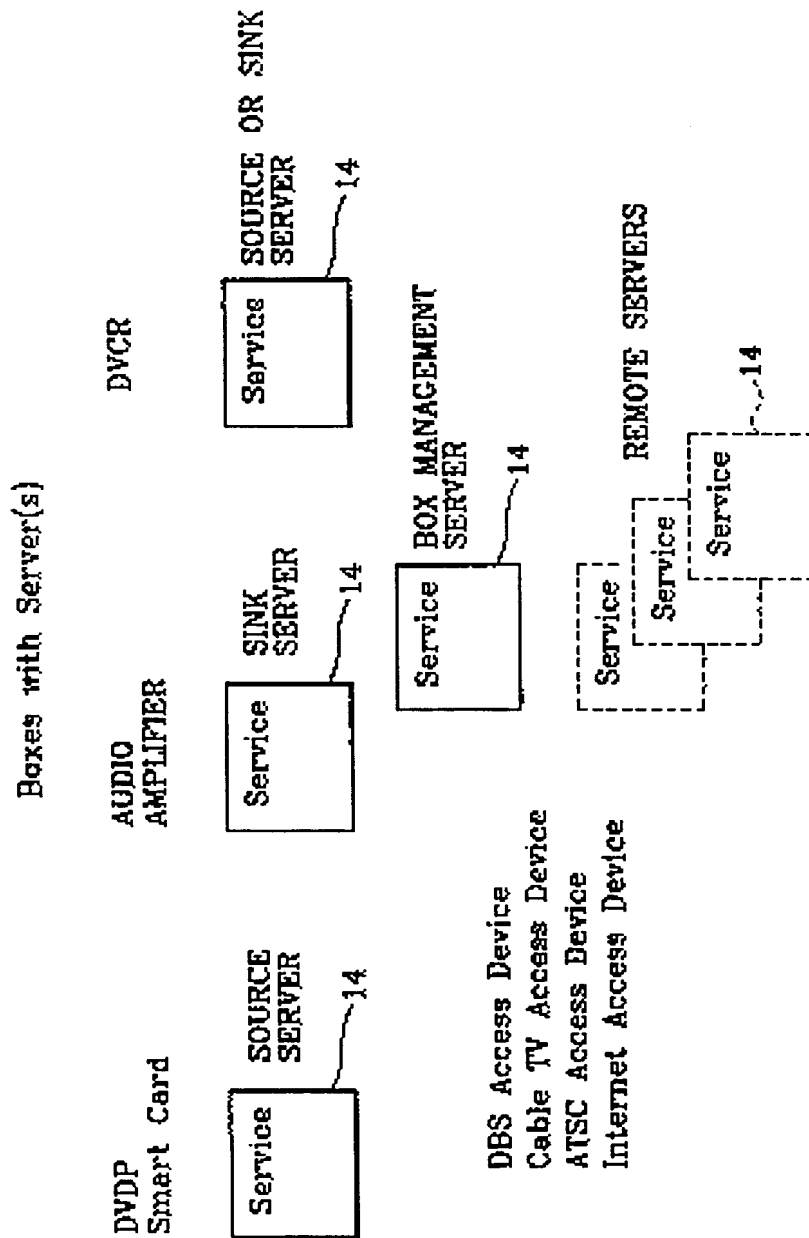 Boxes with Server(s)
DVDP
Smart Card
Service
SOURCE
SERVER
14
AUDIO
AMPLIFIER
Service
SINK
SERVER
14
DVCR
Service
SOURCE OR SINK
SERVER
14
DBS Access Device
Cable TV Access Device
ATSC Access Device
Internet Access Device
Service
BOX MANAGEMENT
SERVER
14
Service
Service
Service
REMOTE SERVERS
14